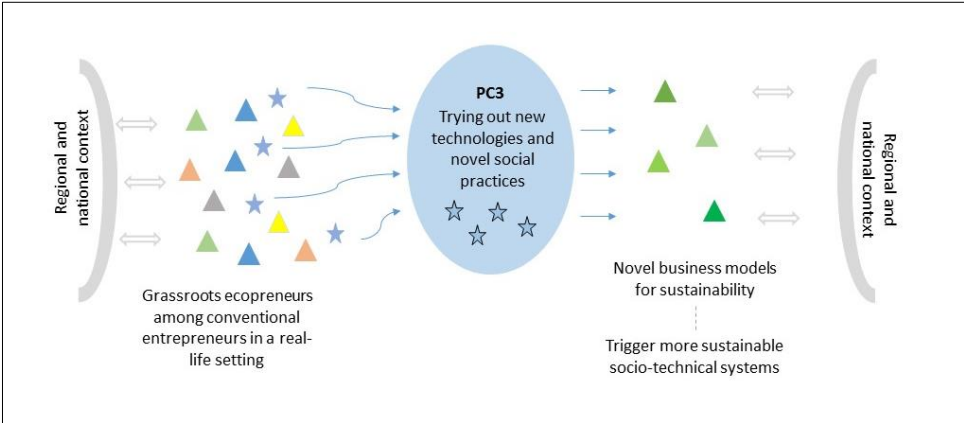 Regional and
national context
Grassroots ecopreneurs
among conventional
entrepreneurs in a real-
life setting
PC3
Trying out new
technologies and
novel social
practices
Novel business models
for sustainability
Trigger more sustainable
socio-technical systems
Regional and
national context